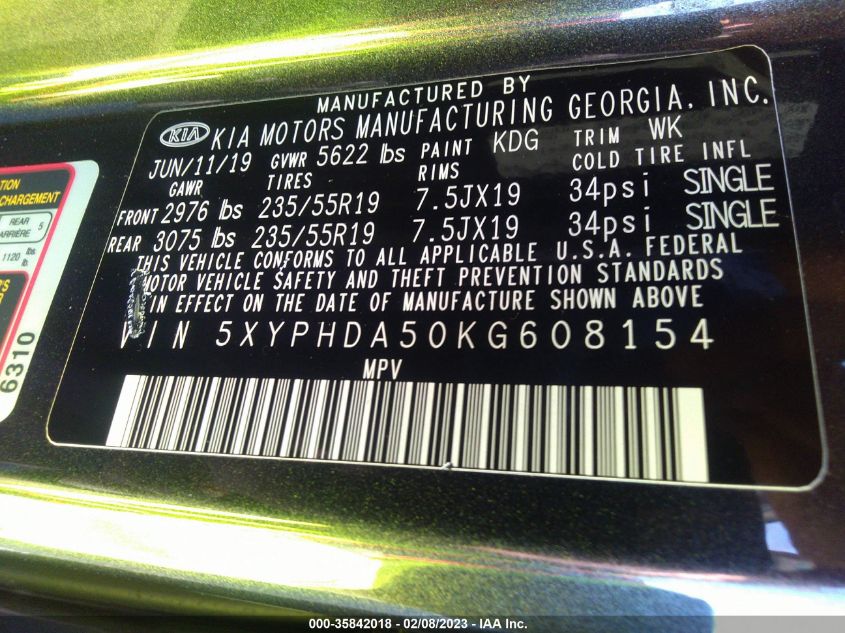 MANUFACTURED BY
KIA KIA MOTORS MANUFACTURING GEORGIA, INC.
JUN/11/19 GVWR 5622 lbs PAINT KDG TRIM WK
GAWR TIRES RIMS COLD TIRE INFL
FRONT 2976 lbs 235/55R19 7.5JX19 34psi SINGLE
REAR 3075 lbs 235/55R19 7.5JX19 34psi SINGLE
THIS VEHICLE CONFORMS TO ALL APPLICABLE U.S.A. FEDERAL
MOTOR VEHICLE SAFETY AND THEFT PREVENTION STANDARDS
IN EFFECT ON THE DATE OF MANUFACTURE SHOWN ABOVE
VIN 5XYPHDA50KG608154
MPV
CHARGEMENT
REAR
ARRIÈRE 5
1120 lbs.
6310
000-35842018 - 02/08/2023 - IAA Inc.